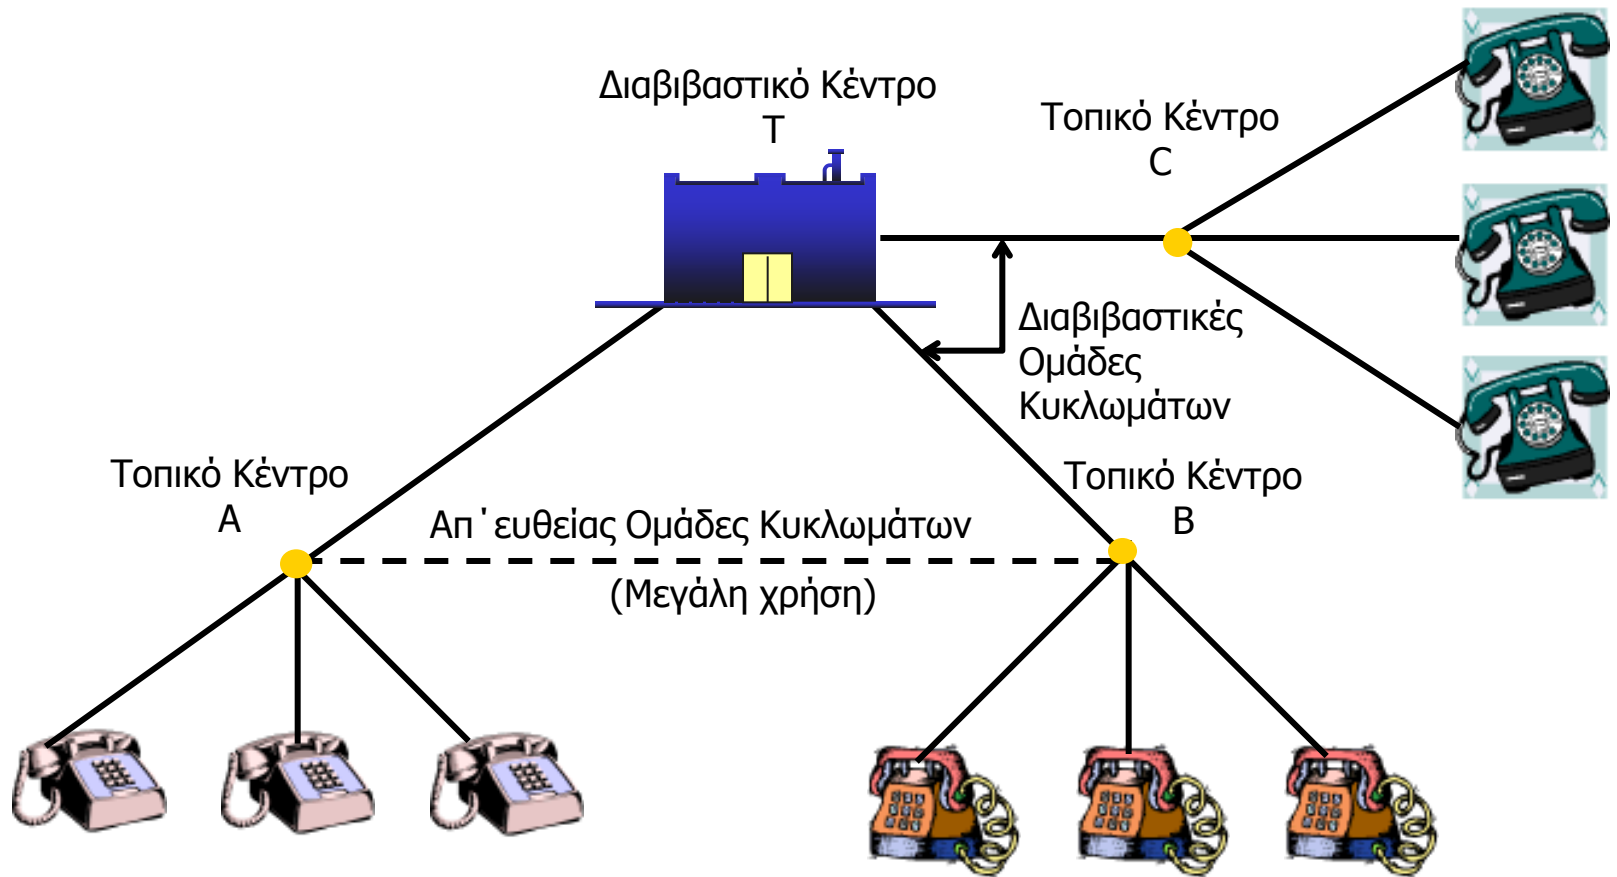 Διαβιβαστικό Κέντρο
Τ
Τοπικό Κέντρο
C
Διαβιβαστικές
Ομάδες
Κυκλωμάτων
Τοπικό Κέντρο
Α
Τοπικό Κέντρο
Β
Απ΄ευθείας Ομάδες Κυκλωμάτων
(Μεγάλη χρήση)